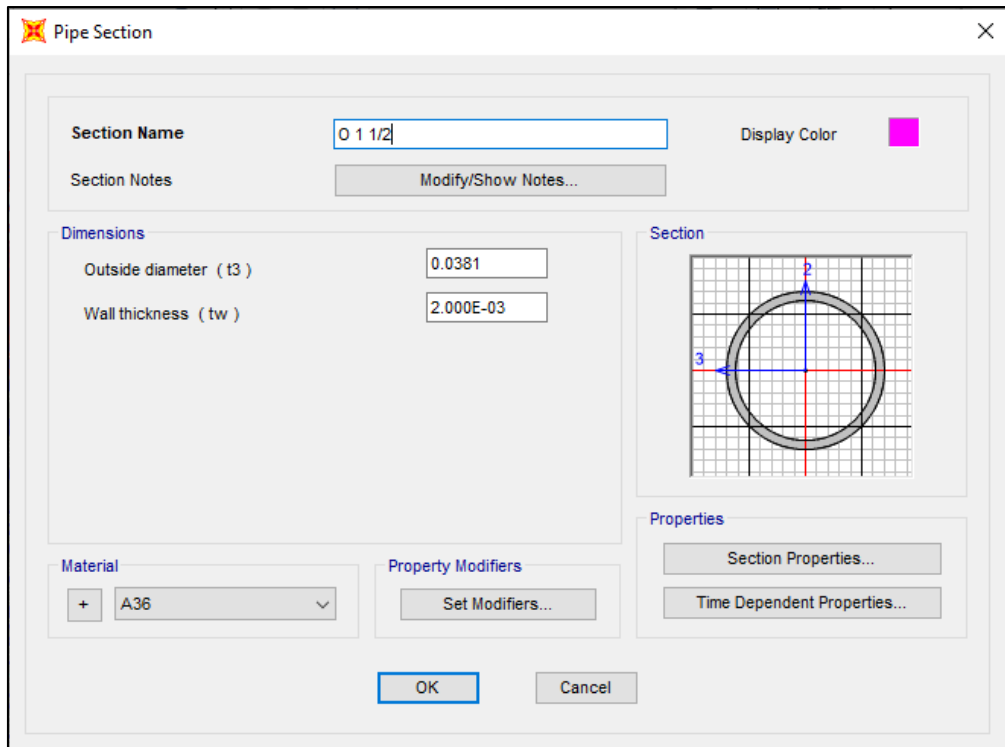 Pipe Section
Section Name O 1 1/2 Display Color
Section Notes Modify/Show Notes...
Dimensions
Outside diameter ( t3 ) 0.0381
Wall thickness ( tw ) 2.000E-03
Section
2
3
Properties
Section Properties...
Time Dependent Properties...
Material
+ A36
Property Modifiers
Set Modifiers...
OK Cancel